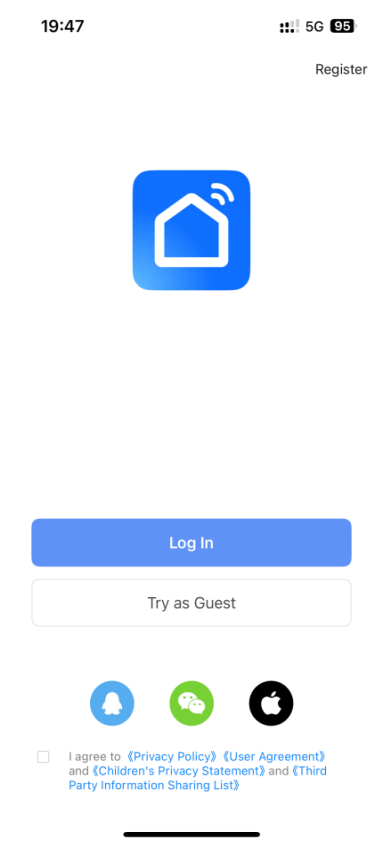 19:47
5G 95
Register
Log In
Try as Guest
I agree to 《Privacy Policy》《User Agreement》
and《Children's Privacy Statement》and《Third
Party Information Sharing List》